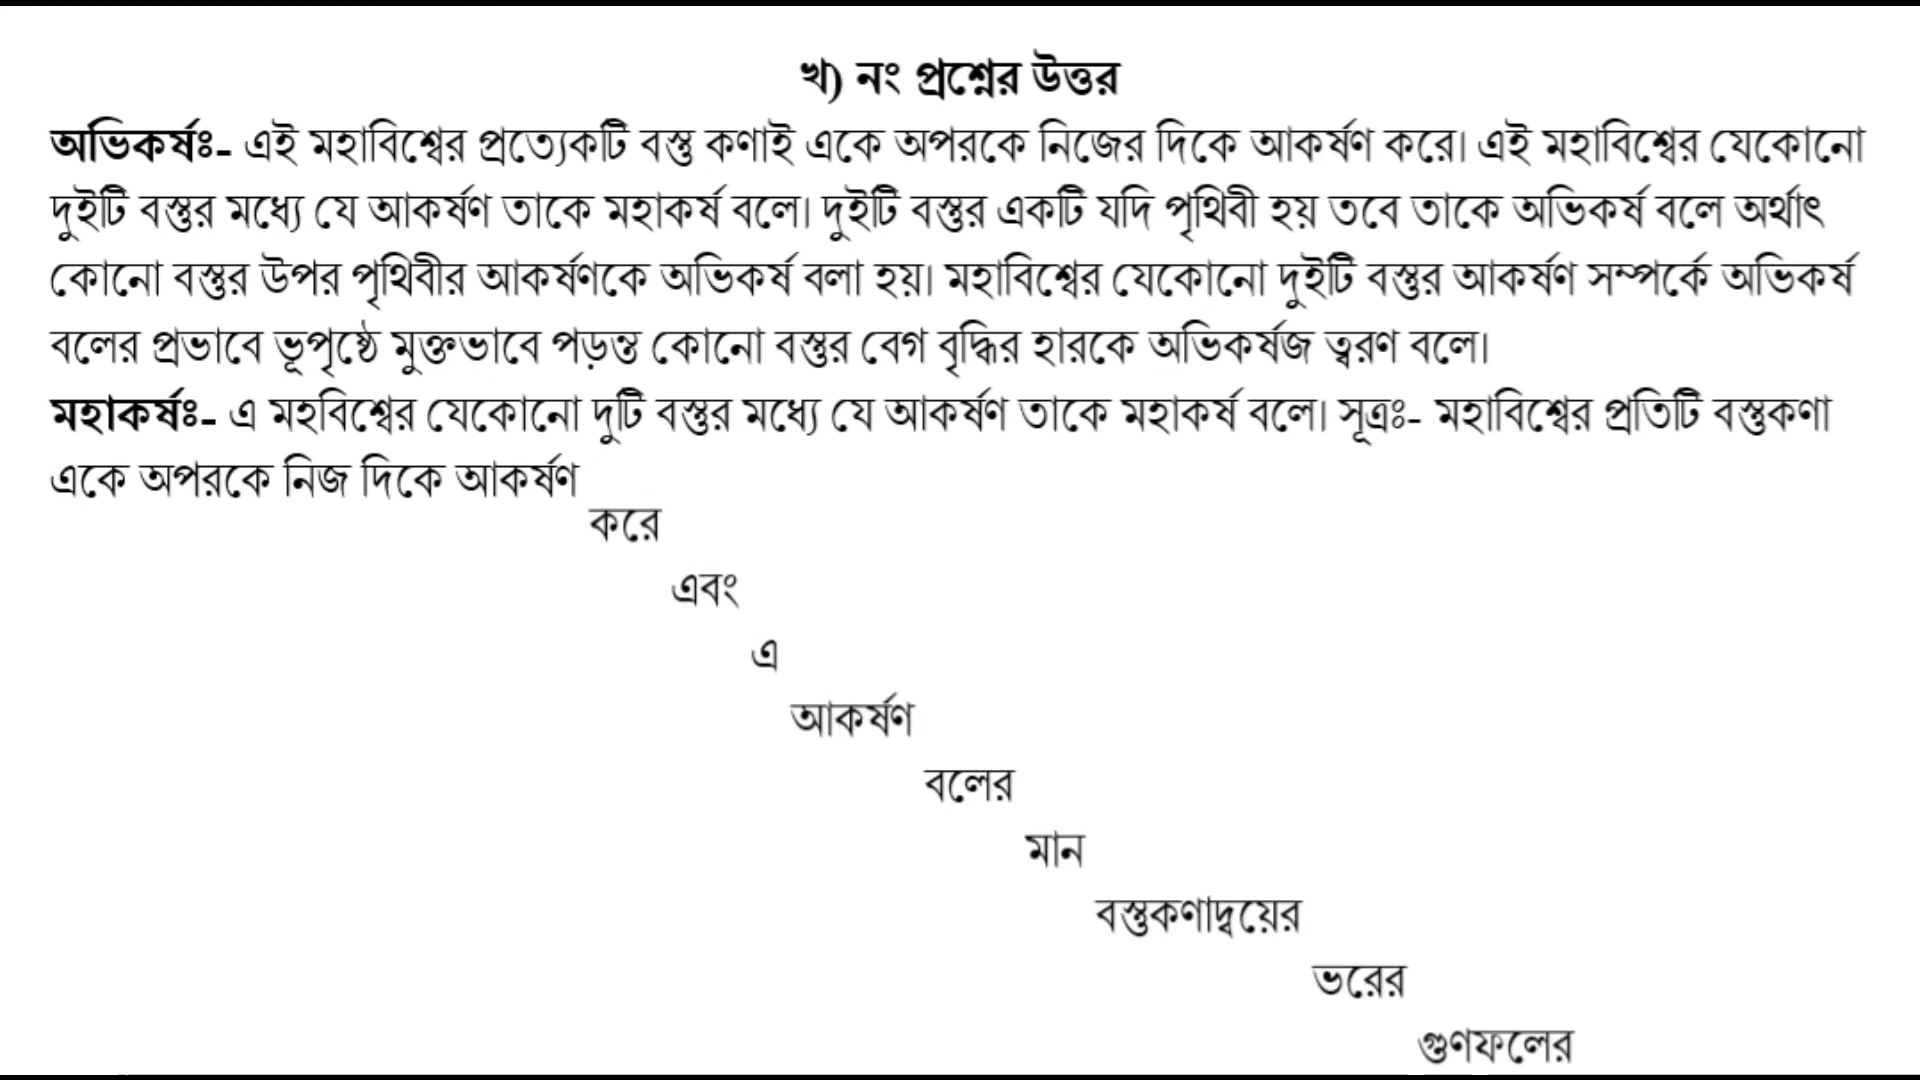 খ) নং প্রশ্নের উত্তর
অভিকর্ষঃ- এই মহাবিশ্বের প্রত্যেকটি বস্তু কণাই একে অপরকে নিজের দিকে আকর্ষণ করে। এই মহাবিশ্বের যেকোনো
দুইটি বস্তুর মধ্যে যে আকর্ষণ তাকে মহাকর্ষ বলে। দুইটি বস্তুর একটি যদি পৃথিবী হয় তবে তাকে অভিকর্ষ বলে অর্থাৎ
কোনো বস্তুর উপর পৃথিবীর আকর্ষণকে অভিকর্ষ বলা হয়। মহাবিশ্বের যেকোনো দুইটি বস্তুর আকর্ষণ সম্পর্কে অভিকর্ষ
বলের প্রভাবে ভূপৃষ্ঠে মুক্তভাবে পড়ন্ত কোনো বস্তুর বেগ বৃদ্ধির হারকে অভিকর্ষজ ত্বরণ বলে।
মহাকর্ষঃ- এ মহবিশ্বের যেকোনো দুটি বস্তুর মধ্যে যে আকর্ষণ তাকে মহাকর্ষ বলে। সূত্রঃ- মহাবিশ্বের প্রতিটি বস্তুকণা
একে অপরকে নিজ দিকে আকর্ষণ
করে
এবং
এ
আকর্ষণ
বলের
মান
বস্তুকণাদ্বয়ের
ভরের
গুণফলের